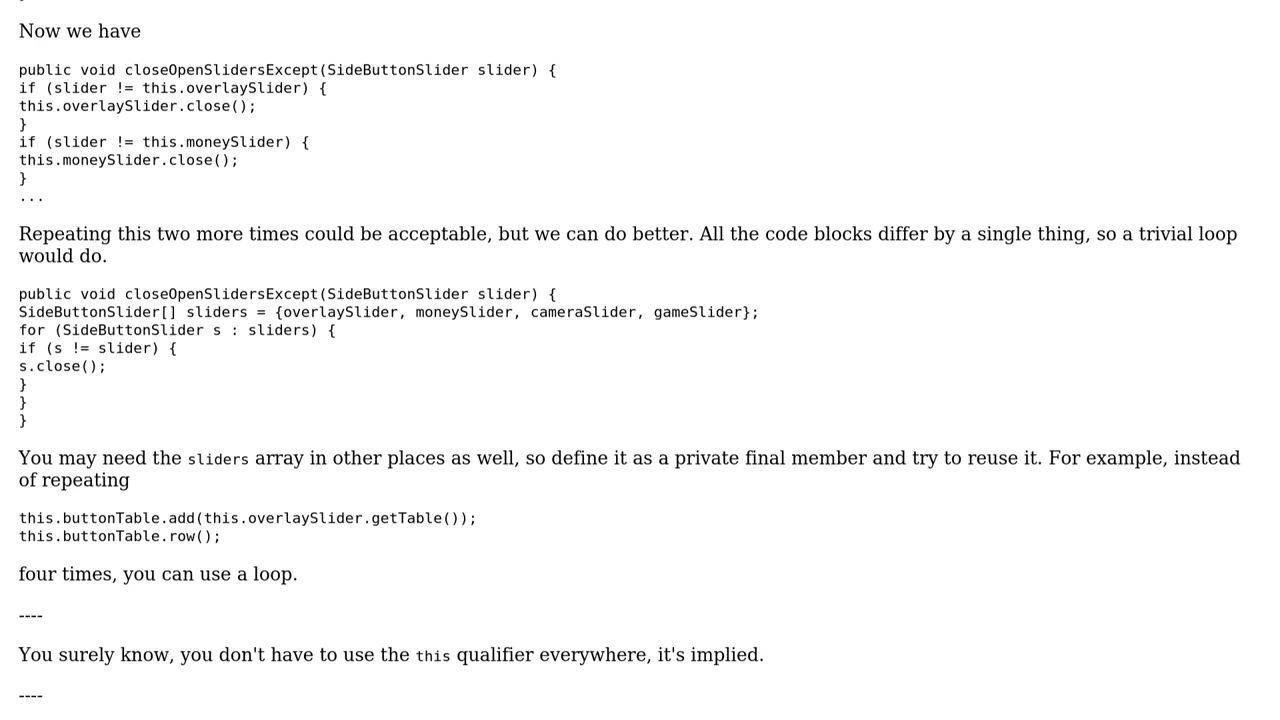 Now we have
public void closeOpenSlidersExcept(SideButtonSlider slider) {
if (slider != this.overlaySlider) {
this.overlaySlider.close();
}
if (slider != this.moneySlider) {
this.moneySlider.close();
}
...
Repeating this two more times could be acceptable, but we can do better. All the code blocks differ by a single thing, so a trivial loop
would do.
public void closeOpenSlidersExcept(SideButtonSlider slider) {
SideButtonSlider[] sliders = {overlaySlider, moneySlider, cameraSlider, gameSlider};
for (SideButtonSlider s : sliders) {
if (s != slider) {
s.close();
}
}
}
You may need the sliders array in other places as well, so define it as a private final member and try to reuse it. For example, instead
of repeating
this.buttonTable.add(this.overlaySlider.getTable());
this.buttonTable.row();
four times, you can use a loop.
----
You surely know, you don't have to use the this qualifier everywhere, it's implied.
----